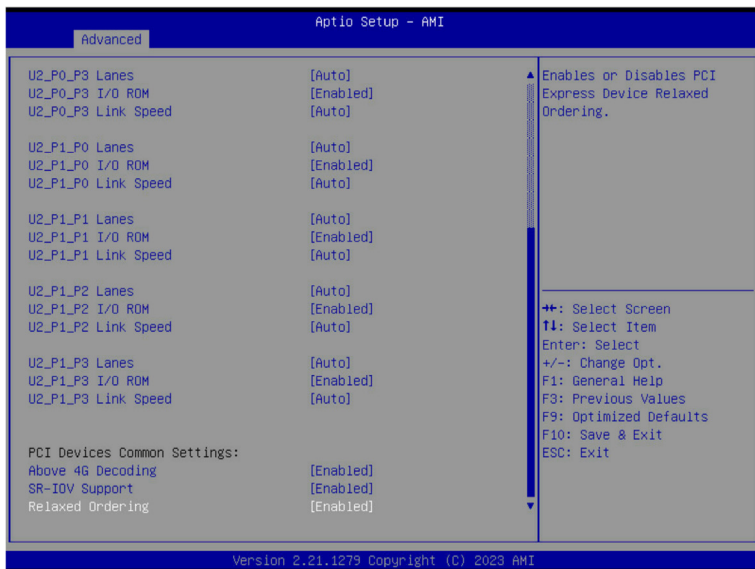 Aptio Setup – AMI
Advanced
U2_P0_P3 Lanes [Auto]
U2_P0_P3 I/O ROM [Enabled]
U2_P0_P3 Link Speed [Auto]
U2_P1_P0 Lanes [Auto]
U2_P1_P0 I/O ROM [Enabled]
U2_P1_P0 Link Speed [Auto]
U2_P1_P1 Lanes [Auto]
U2_P1_P1 I/O ROM [Enabled]
U2_P1_P1 Link Speed [Auto]
U2_P1_P2 Lanes [Auto]
U2_P1_P2 I/O ROM [Enabled]
U2_P1_P2 Link Speed [Auto]
U2_P1_P3 Lanes [Auto]
U2_P1_P3 I/O ROM [Enabled]
U2_P1_P3 Link Speed [Auto]
PCI Devices Common Settings:
Above 4G Decoding [Enabled]
SR-IOV Support [Enabled]
Relaxed Ordering [Enabled]
Enables or Disables PCI
Express Device Relaxed
Ordering.
→←: Select Screen
↑↓: Select Item
Enter: Select
+/-: Change Opt.
F1: General Help
F3: Previous Values
F9: Optimized Defaults
F10: Save & Exit
ESC: Exit
Version 2.21.1279 Copyright (C) 2023 AMI